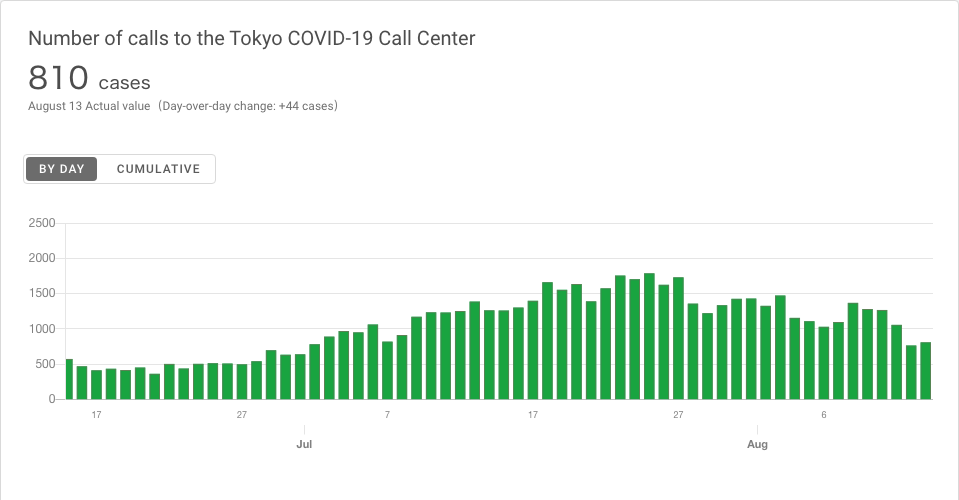 Number of calls to the Tokyo COVID-19 Call Center
810 cases
August 13 Actual value（Day-over-day change: +44 cases）
BY DAY CUMULATIVE
2500
2000
1500
1000
500
0
17 27 7 17 27 6
Jul Aug